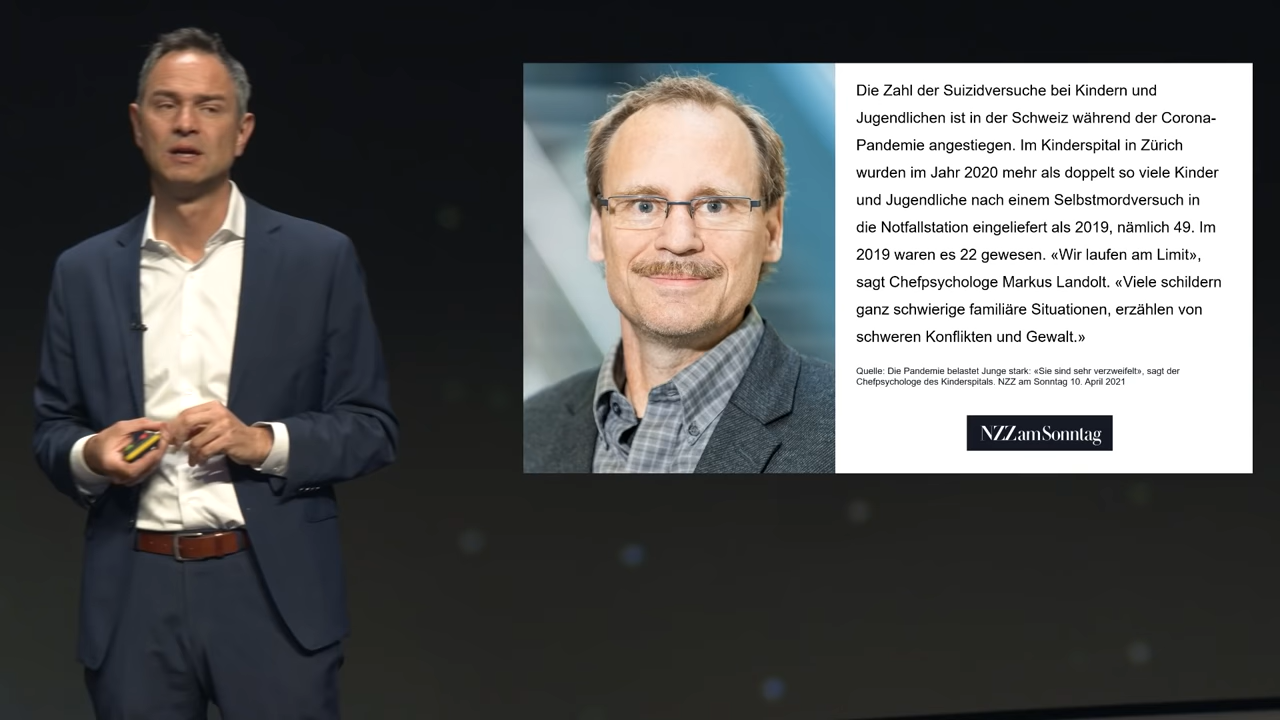 Die Zahl der Suizidversuche bei Kindern und
Jugendlichen ist in der Schweiz während der Corona-
Pandemie angestiegen. Im Kinderspital in Zürich
wurden im Jahr 2020 mehr als doppelt so viele Kinder
und Jugendliche nach einem Selbstmordversuch in
die Notfallstation eingeliefert als 2019, nämlich 49. Im
2019 waren es 22 gewesen. «Wir laufen am Limit»,
sagt Chefpsychologe Markus Landolt. «Viele schildern
ganz schwierige familiäre Situationen, erzählen von
schweren Konflikten und Gewalt.»
Quelle: Die Pandemie belastet Junge stark: «Sie sind sehr verzweifelt», sagt der
Chefpsychologe des Kinderspitals. NZZ am Sonntag 10. April 2021
NZZamSonntag